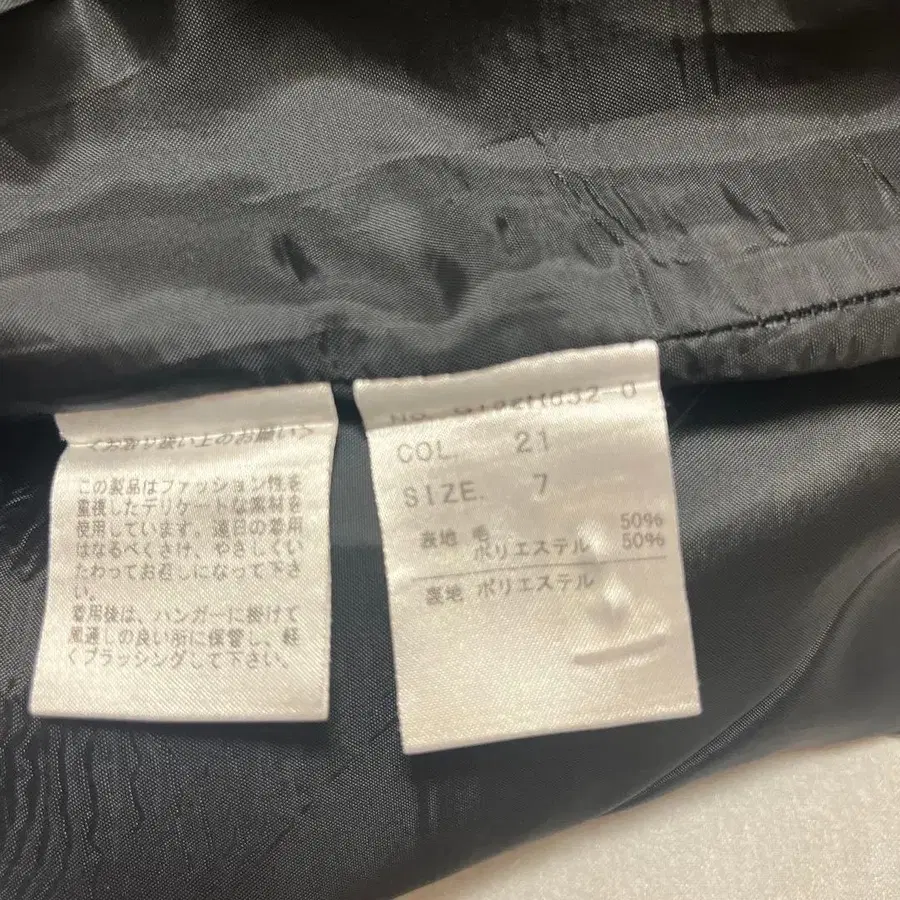 <お取り扱い上のお願い>
この製品はファッション性を
重視したデリケートな素材を
使用しています。連日の着用
はなるべくさけ、やさしくい
たわってお召しになって下さ
い。
着用後は、ハンガーに掛けて
風通しの良い所に保管し、軽
くブラッシングして下さい。
NO.
COL. 21
SIZE. 7
表地 毛 50%
ポリエステル 50%
裏地 ポリエステル